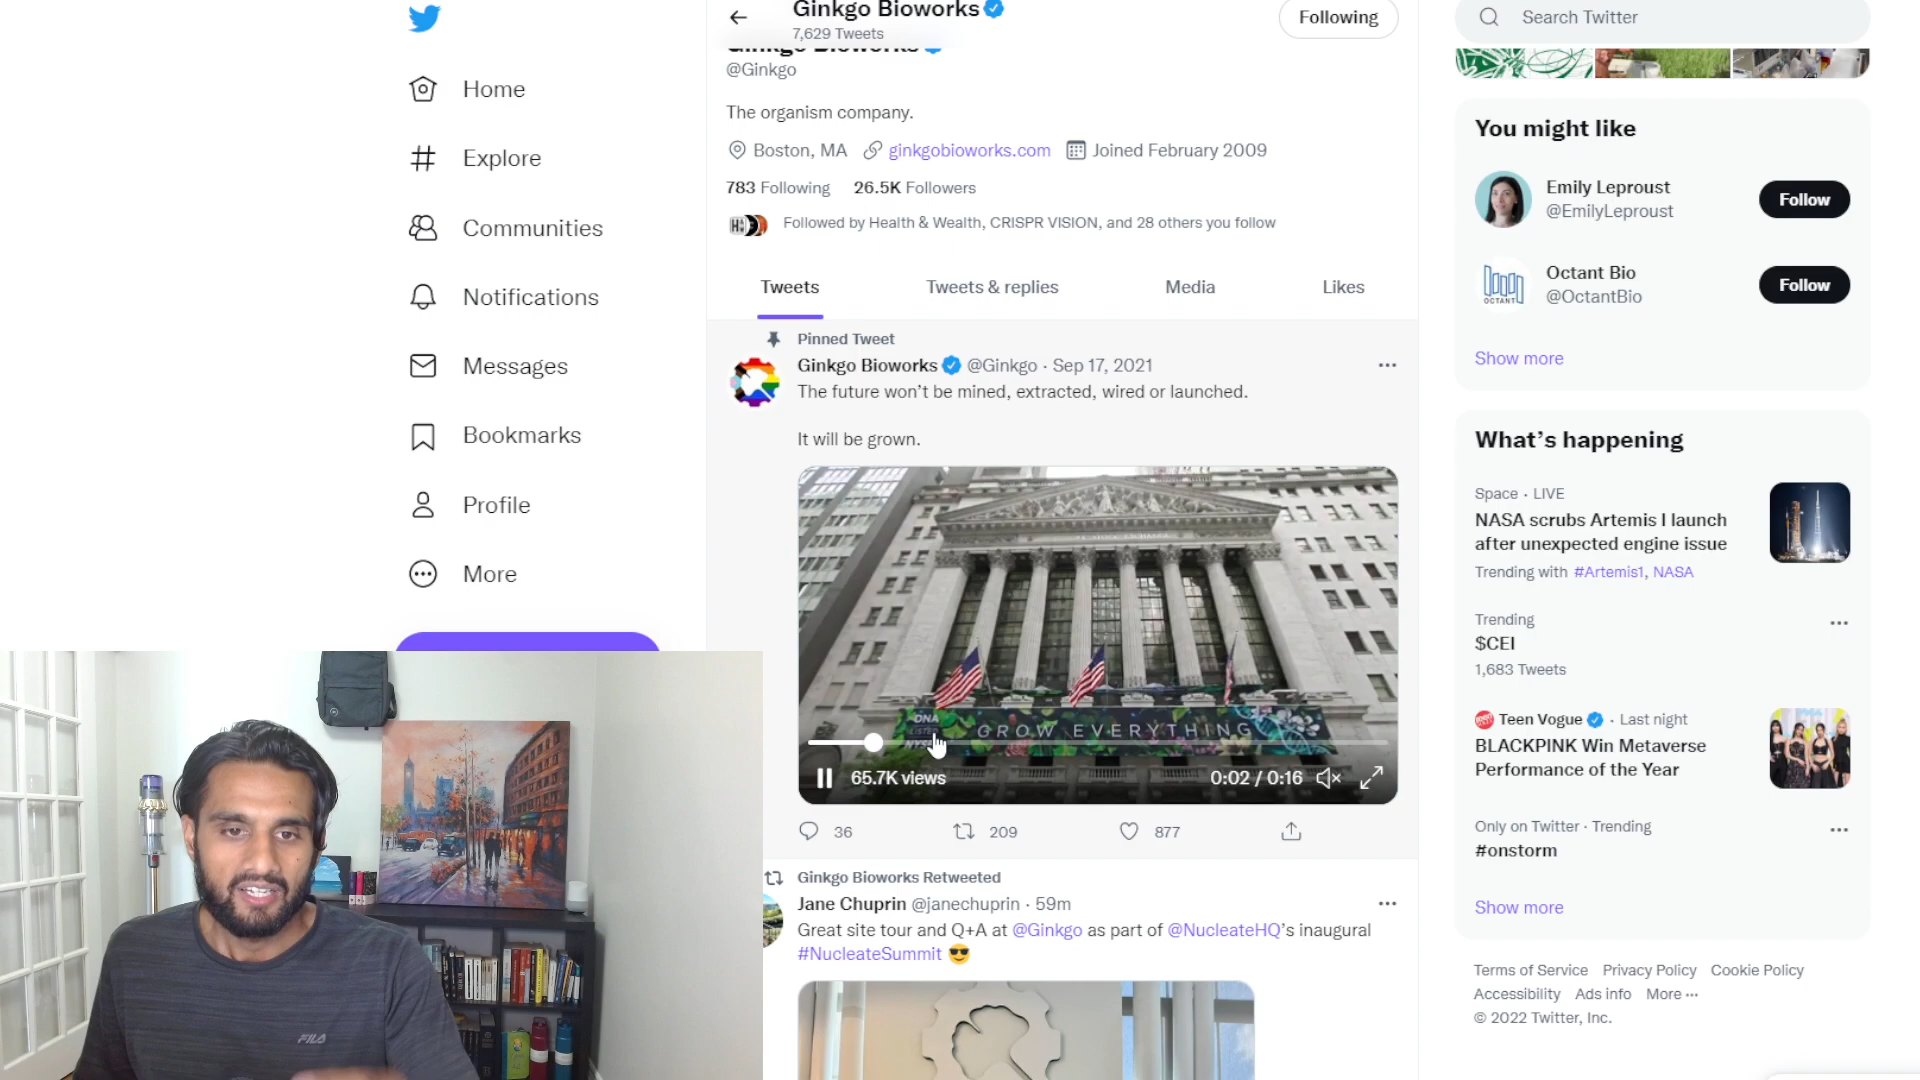 Home
Explore
Communities
Notifications
Messages
Bookmarks
Profile
More
Ginkgo Bioworks
7,629 Tweets
Following
Ginkgo Bioworks
@Ginkgo
The organism company.
Boston, MA ginkgobioworks.com Joined February 2009
783 Following 26.5K Followers
Followed by Health & Wealth, CRISPR VISION, and 28 others you follow
Tweets Tweets & replies Media Likes
Pinned Tweet
Ginkgo Bioworks @Ginkgo · Sep 17, 2021
The future won’t be mined, extracted, wired or launched.
It will be grown.
DNA
GROW EVERYTHING
NYSE
65.7K views 0:02 / 0:16
36 209 877
Ginkgo Bioworks Retweeted
Jane Chuprin @janechuprin · 59m
Great site tour and Q+A at @Ginkgo as part of @NucleateHQ’s inaugural
#NucleateSummit
Search Twitter
You might like
Emily Leproust
@EmilyLeproust
Follow
OCTANT
Octant Bio
@OctantBio
Follow
Show more
What’s happening
Space · LIVE
NASA scrubs Artemis I launch
after unexpected engine issue
Trending with #Artemis1, NASA
Trending
$CEI
1,683 Tweets
Teen Vogue · Last night
BLACKPINK Win Metaverse
Performance of the Year
Only on Twitter · Trending
#onstorm
Show more
Terms of Service Privacy Policy Cookie Policy
Accessibility Ads info More ···
© 2022 Twitter, Inc.
FILA